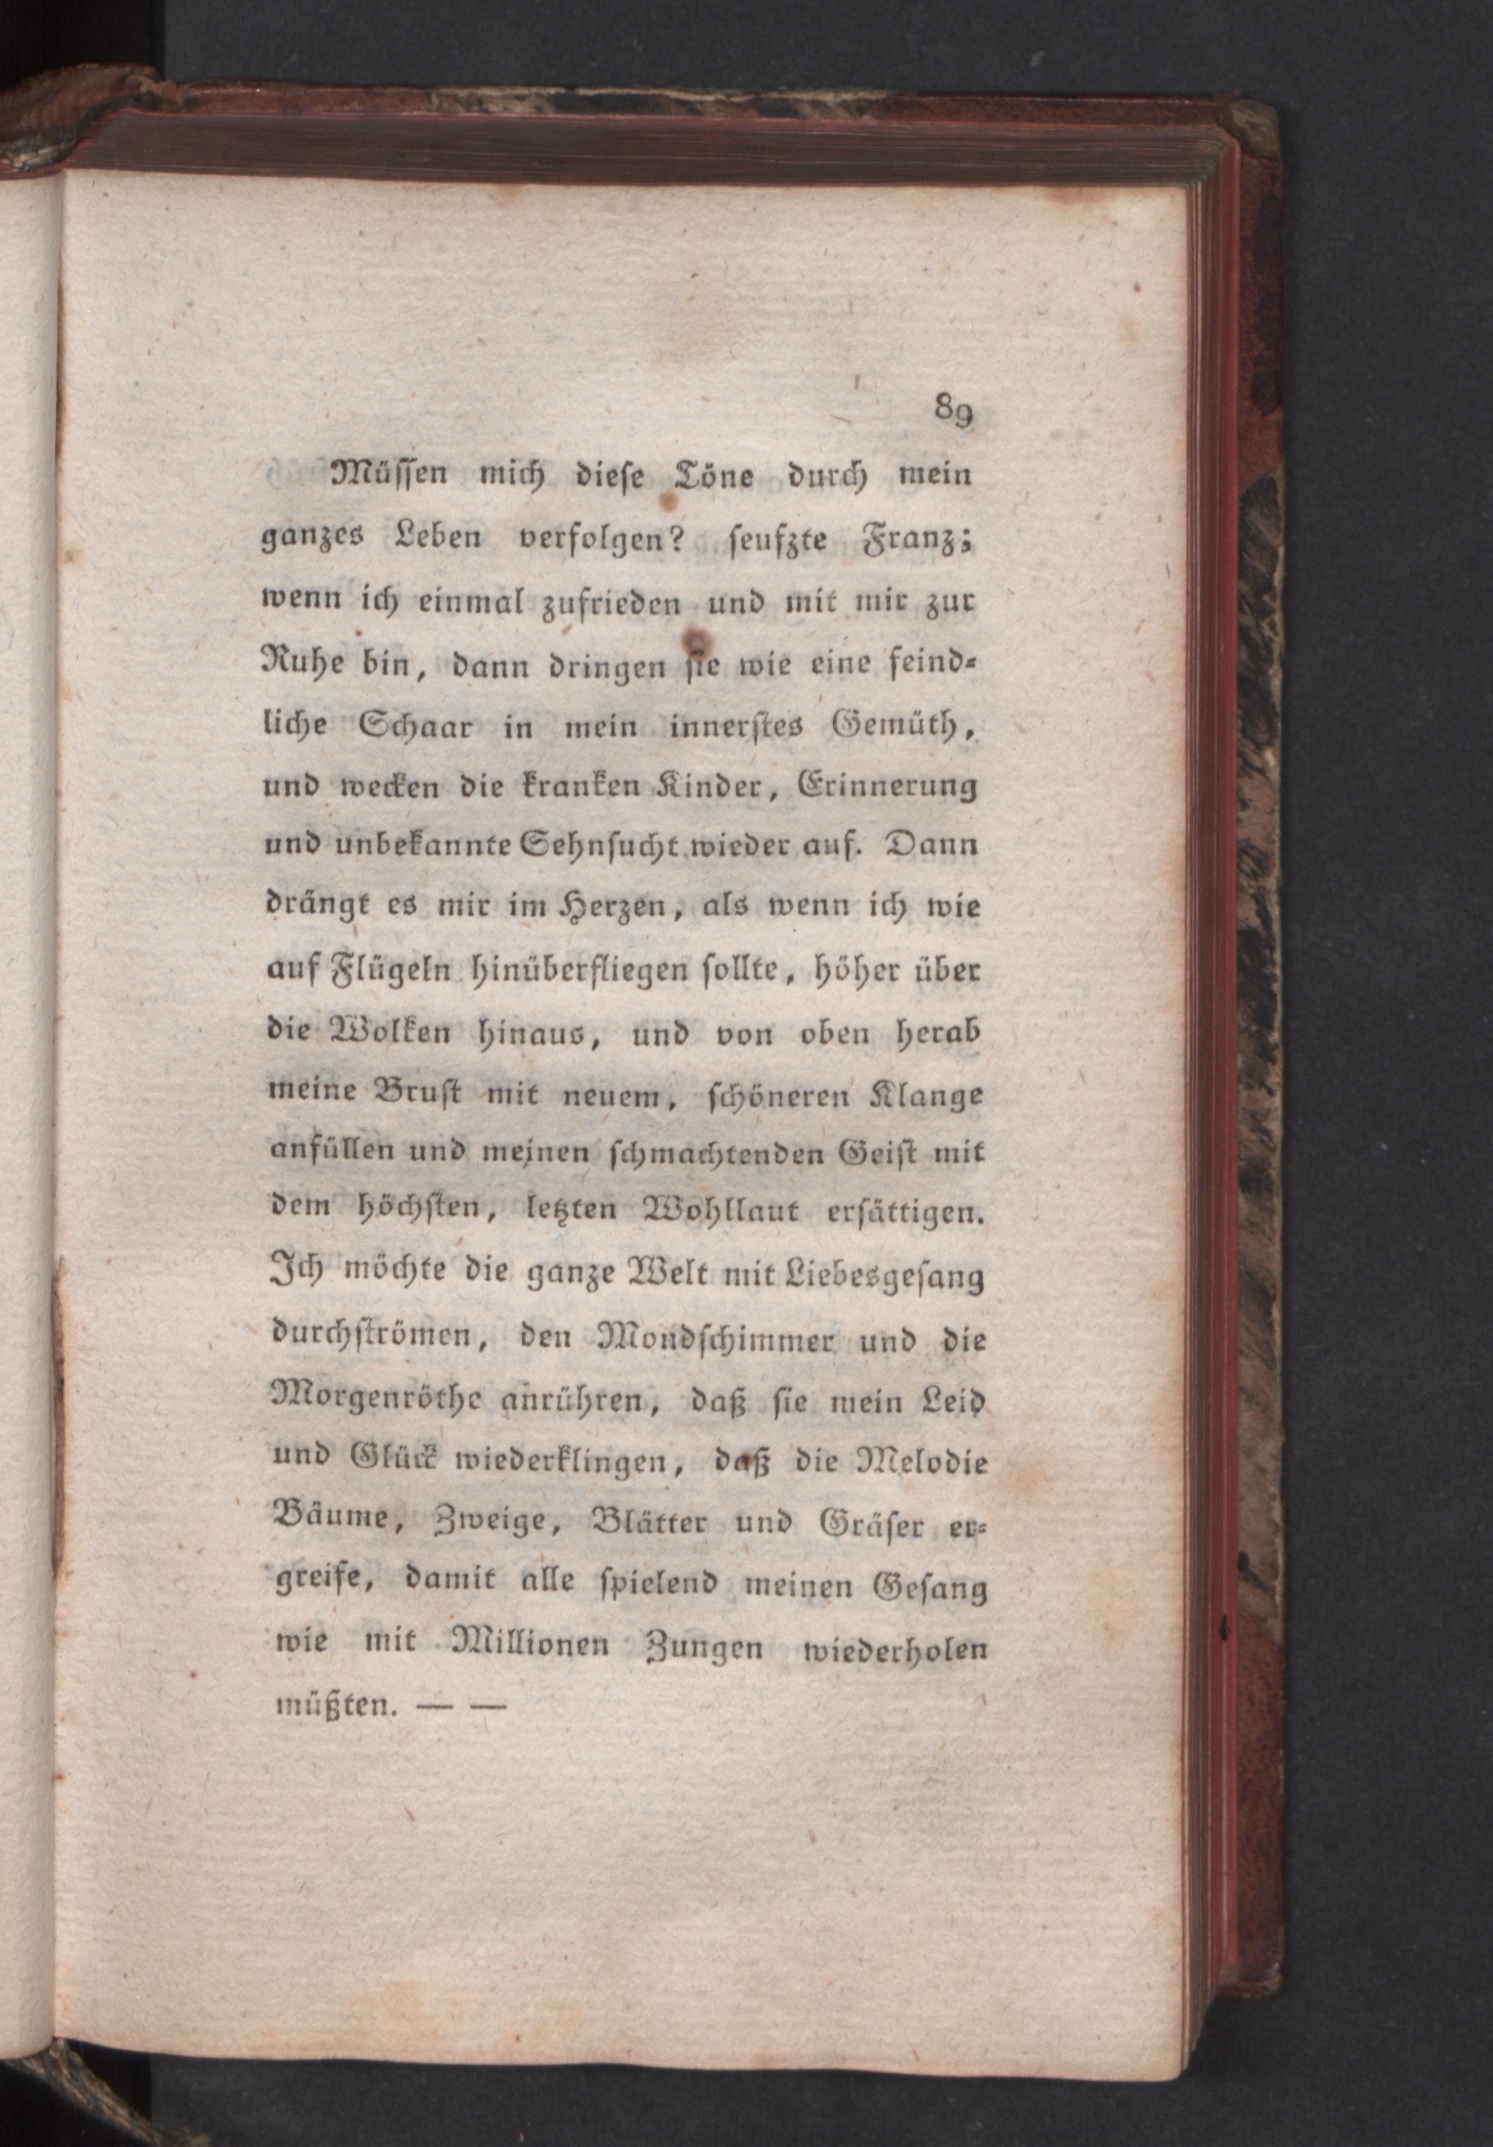 89
Müſſen mich dieſe Töne durch mein
ganzes Leben verfolgen? ſeufzte Franz;
wenn ich einmal zufrieden und mit mir zur
Ruhe bin, dann dringen ſie wie eine feind⸗
liche Schaar in mein innerſtes Gemüth,
und wecken die kranken Kinder, Erinnerung
und unbekannte Sehnſucht wieder auf. Dann
drängt es mir im Herzen, als wenn ich wie
auf Flügeln hinüberfliegen ſollte, höher über
die Wolken hinaus, und von oben herab
meine Bruſt mit neuem, ſchöneren Klange
anfüllen und meinen ſchmachtenden Geiſt mit
dem höchſten, letzten Wohllaut erſättigen.
Ich möchte die ganze Welt mit Liebesgeſang
durchſtrömen, den Mondſchimmer und die
Morgenröthe anrühren, daß ſie mein Leid
und Glück wiederklingen, daß die Melodie
Bäume, Zweige, Blätter und Gräſer er⸗
greife, damit alle ſpielend meinen Geſang
wie mit Millionen Zungen wiederholen
müßten. — —